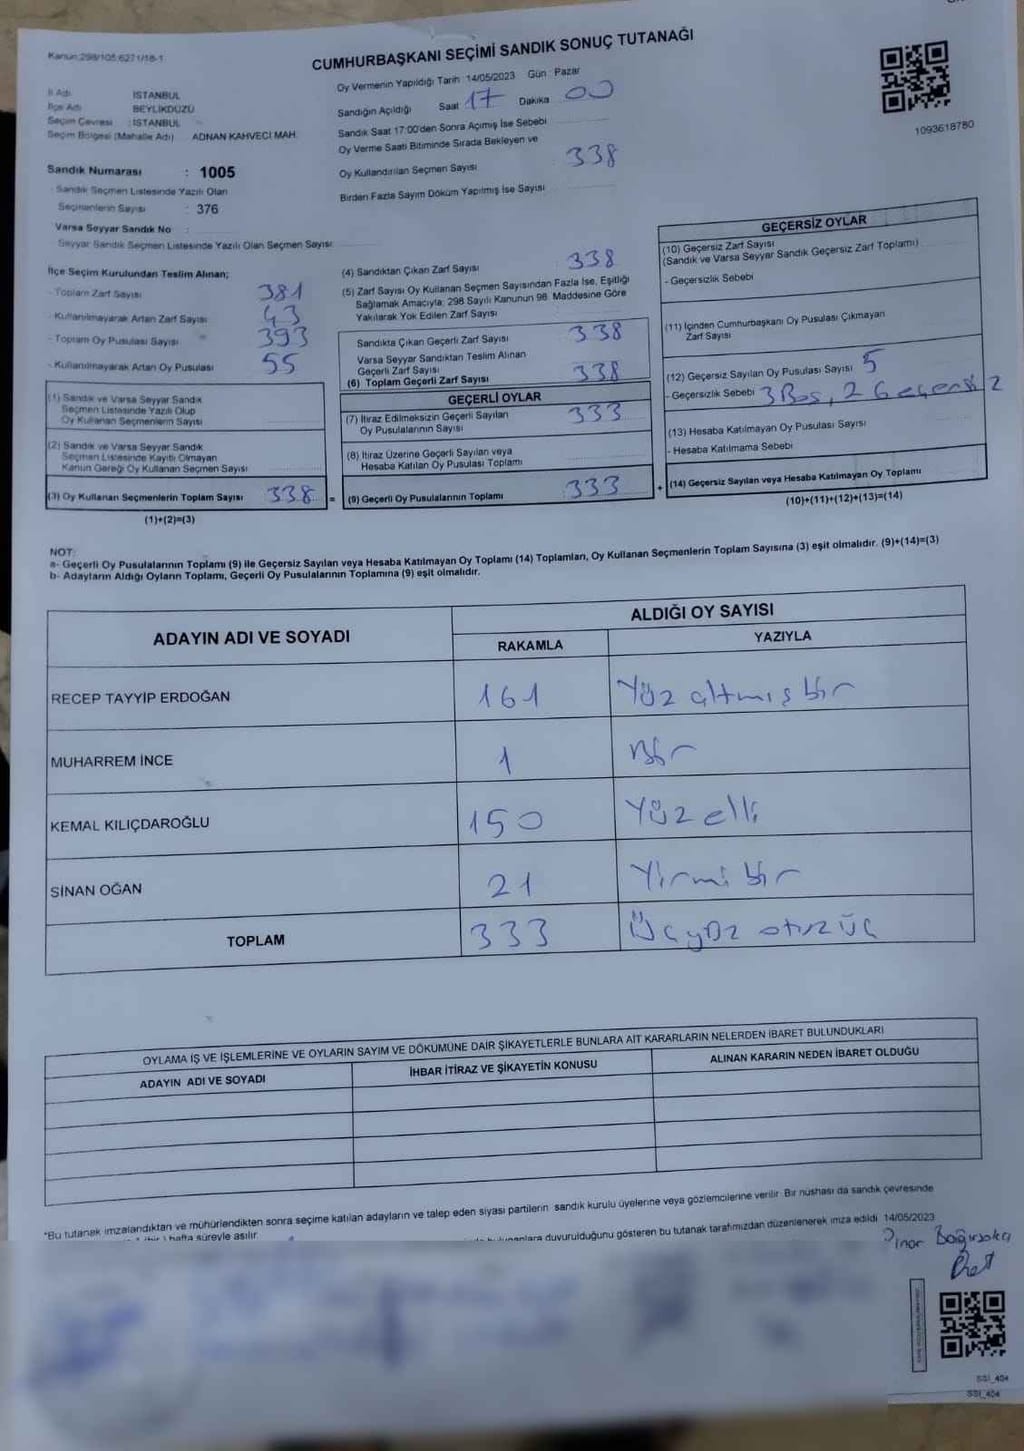 Kanun:298/105 6271/18-1
CUMHURBAŞKANI SEÇİMİ SANDIK SONUÇ TUTANAĞI
Oy Vermenin Yapıldığı Tarih 14/05/2023 Gün Pazar
İl Adı İSTANBUL
İlçe Adı BEYLİKDÜZÜ
Seçim Çevresi : İSTANBUL
Seçim Bölgesi (Mahalle Adı) ADNAN KAHVECİ MAH.
Sandığın Açıldığı Saat 17 Dakika 00
Sandık Saat 17:00'den Sonra Açımış İse Sebebi
Oy Verme Saati Bitiminde Sırada Bekleyen ve
Oy Kullandırılan Seçmen Sayısı 338
Birden Fazla Sayım Döküm Yapılmış İse Sayısı
1093618780
Sandık Numarası : 1005
Sandık Seçmen Listesinde Yazılı Olan
Seçmenlerin Sayısı : 376
Varsa Seyyar Sandık No :
Seyyar Sandık Seçmen Listesinde Yazılı Olan Seçmen Sayısı:
İlçe Seçim Kurulundan Teslim Alınan;
- Toplam Zarf Sayısı 381
- Kullanılmayarak Artan Zarf Sayısı 43
- Toplam Oy Pusulası Sayısı 393
- Kullanılmayarak Artan Oy Pusulası 55
(1) Sandık ve Varsa Seyyar Sandık
Seçmen Listesinde Yazılı Olup
Oy Kullanan Seçmenlerin Sayısı
(2) Sandık ve Varsa Seyyar Sandık
Seçmen Listesinde Kayıtlı Olmayan
Kanun Gereği Oy Kullanan Seçmen Sayısı
(3) Oy Kullanan Seçmenlerin Toplam Sayısı 338 =
(1)+(2)=(3)
(4) Sandıktan Çıkan Zarf Sayısı 338
(5) Zarf Sayısı Oy Kullanan Seçmen Sayısından Fazla İse, Eşitliği
Sağlamak Amacıyla; 298 Sayılı Kanunun 98. Maddesine Göre
Yakılarak Yok Edilen Zarf Sayısı
Sandıkta Çıkan Geçerli Zarf Sayısı 338
Varsa Seyyar Sandıktan Teslim Alınan
Geçerli Zarf Sayısı
(6) Toplam Geçerli Zarf Sayısı 338
GEÇERLİ OYLAR
(7) İtiraz Edilmeksizin Geçerli Sayılan
Oy Pusulalarının Sayısı 333
(8) İtiraz Üzerine Geçerli Sayılan veya
Hesaba Katılan Oy Pusulası Toplamı
(9) Geçerli Oy Pusulalarının Toplamı 333 +
GEÇERSİZ OYLAR
(10) Geçersiz Zarf Sayısı
(Sandık ve Varsa Seyyar Sandık Geçersiz Zarf Toplamı)
- Geçersizlik Sebebi
(11) İçinden Cumhurbaşkanı Oy Pusulası Çıkmayan
Zarf Sayısı
(12) Geçersiz Sayılan Oy Pusulası Sayısı 5
- Geçersizlik Sebebi 3 Boş, 2 Geçersiz
(13) Hesaba Katılmayan Oy Pusulası Sayısı
- Hesaba Katılmama Sebebi
(14) Geçersiz Sayılan veya Hesaba Katılmayan Oy Toplamı
(10)+(11)+(12)+(13)=(14)
NOT:
a- Geçerli Oy Pusulalarının Toplamı (9) ile Geçersiz Sayılan veya Hesaba Katılmayan Oy Toplamı (14) Toplamları, Oy Kullanan Seçmenlerin Toplam Sayısına (3) eşit olmalıdır. (9)+(14)=(3)
b- Adayların Aldığı Oyların Toplamı, Geçerli Oy Pusulalarının Toplamına (9) eşit olmalıdır.
ADAYIN ADI VE SOYADI ALDIĞI OY SAYISI
RAKAMLA YAZIYLA
RECEP TAYYİP ERDOĞAN 161 Yüz altmış bir
MUHARREM İNCE 1 Bir
KEMAL KILIÇDAROĞLU 150 Yüz elli
SİNAN OĞAN 21 Yirmi bir
TOPLAM 333 Üçyüz otuz üç
OYLAMA İŞ VE İŞLEMLERİNE VE OYLARIN SAYIM VE DÖKÜMÜNE DAİR ŞİKAYETLERLE BUNLARA AİT KARARLARIN NELERDEN İBARET BULUNDUKLARI
ADAYIN ADI VE SOYADI İHBAR İTİRAZ VE ŞİKAYETİN KONUSU ALINAN KARARIN NEDEN İBARET OLDUĞU
*Bu tutanak imzalandıktan ve mühürlendikten sonra seçime katılan adayların ve talep eden siyasi partilerin sandık kurulu üyelerine veya gözlemcilerine verilir. Bir nüshası da sandık çevresinde
hafta süreyle asılır.
duyurulduğunu gösteren bu tutanak tarafımızdan düzenlenerek imza edildi 14/05/2023
Pınar
SSİ_404
SSİ_404